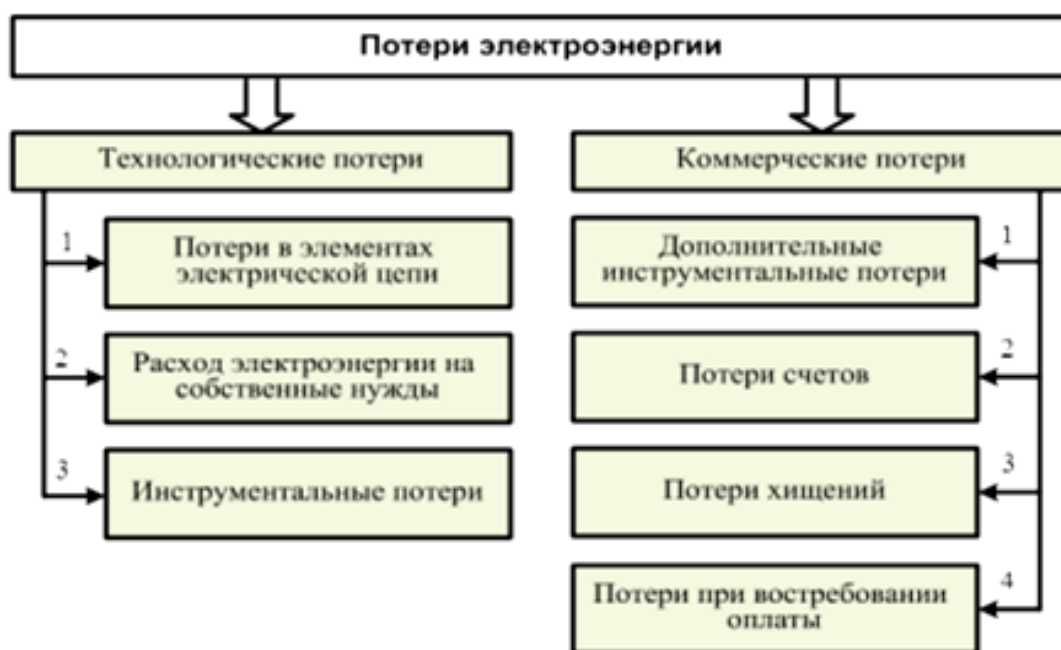 Потери электроэнергии
Технологические потери
1
Потери в элементах
электрической цепи
2
Расход электроэнергии на
собственные нужды
3
Инструментальные потери
Коммерческие потери
1
Дополнительные
инструментальные потери
2
Потери счетов
3
Потери хищений
4
Потери при востребовании
оплаты